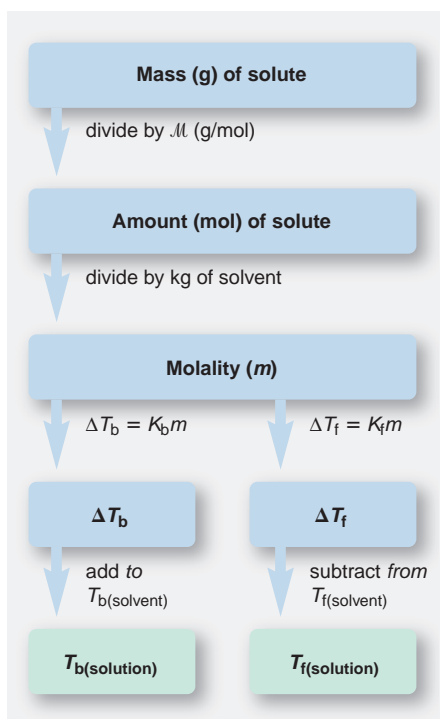 Mass (g) of solute
divide by ℳ (g/mol)
Amount (mol) of solute
divide by kg of solvent
Molality (m)
ΔTb = Kbm
ΔTf = Kfm
ΔTb
ΔTf
add to
Tb(solvent)
subtract from
Tf(solvent)
Tb(solution)
Tf(solution)